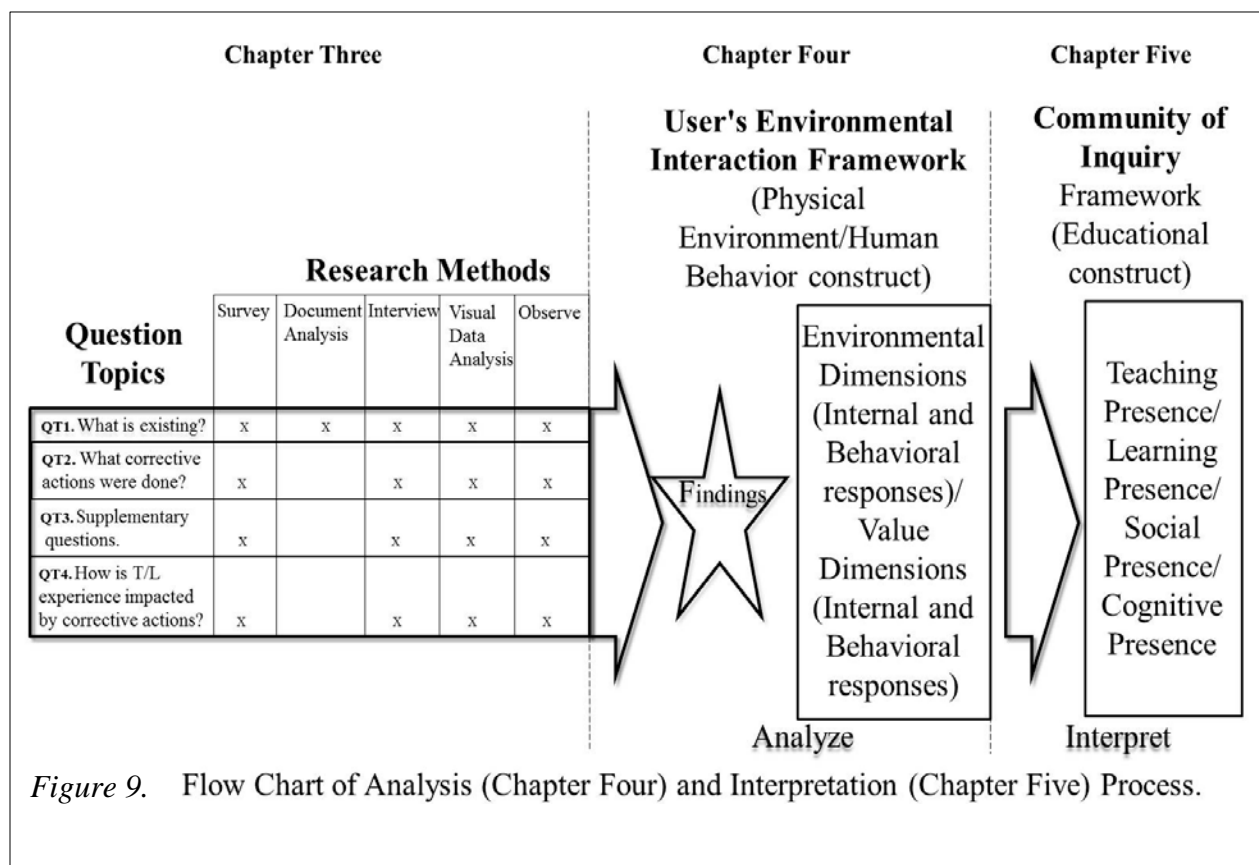 Chapter Three
Chapter Four
Chapter Five
User's Environmental
Interaction Framework
(Physical
Environment/Human
Behavior construct)
Community of
Inquiry
Framework
(Educational
construct)
Research Methods
Question
Topics
Survey
Document
Analysis
Interview
Visual
Data
Analysis
Observe
QT1. What is existing? x x x x x
QT2. What corrective
actions were done? x x x x
QT3. Supplementary
questions. x x x x
QT4. How is T/L
experience impacted
by corrective actions? x x x x
Findings
Environmental
Dimensions
(Internal and
Behavioral
responses)/
Value
Dimensions
(Internal and
Behavioral
responses)
Teaching
Presence/
Learning
Presence/
Social
Presence/
Cognitive
Presence
Analyze
Interpret
Figure 9. Flow Chart of Analysis (Chapter Four) and Interpretation (Chapter Five) Process.